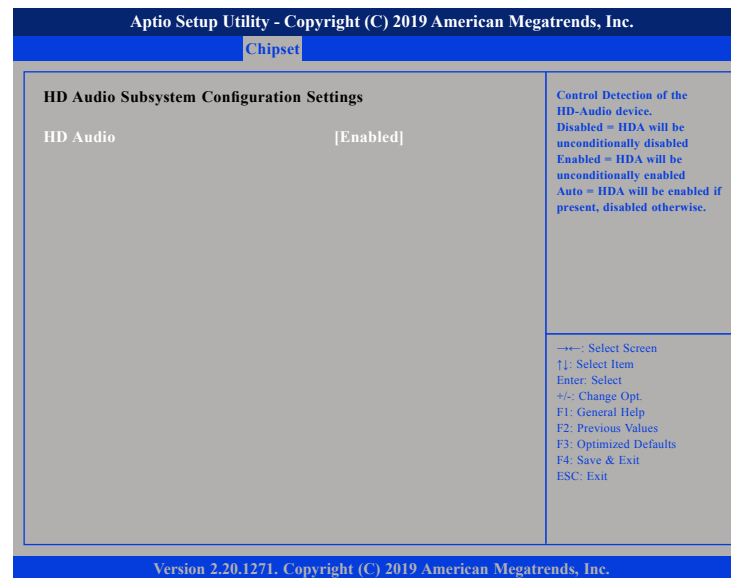 Aptio Setup Utility - Copyright (C) 2019 American Megatrends, Inc.
Chipset
HD Audio Subsystem Configuration Settings
HD Audio [Enabled]
Control Detection of the
HD-Audio device.
Disabled = HDA will be
unconditionally disabled
Enabled = HDA will be
unconditionally enabled
Auto = HDA will be enabled if
present, disabled otherwise.
→←: Select Screen
↑↓: Select Item
Enter: Select
+/-: Change Opt.
F1: General Help
F2: Previous Values
F3: Optimized Defaults
F4: Save & Exit
ESC: Exit
Version 2.20.1271. Copyright (C) 2019 American Megatrends, Inc.